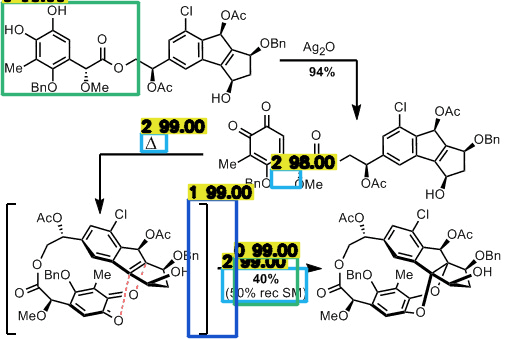 OH
Cl
OAc
HO
OBn
Me
O
O
BnO
OMe
OAc
HO
Ag2O
94%
2 99.00
Δ
O
O
O
Cl
OAc
OBn
Me
2 98.00
BnO
OMe
OAc
HO
1 99.00
AcO
Cl
OAc
OBn
OH
O
BnO
Me
O
O
O
MeO
0 99.00
2 99.00
40%
(50% rec SM)
AcO
Cl
OAc
OBn
OH
O
BnO
Me
O
O
O
MeO